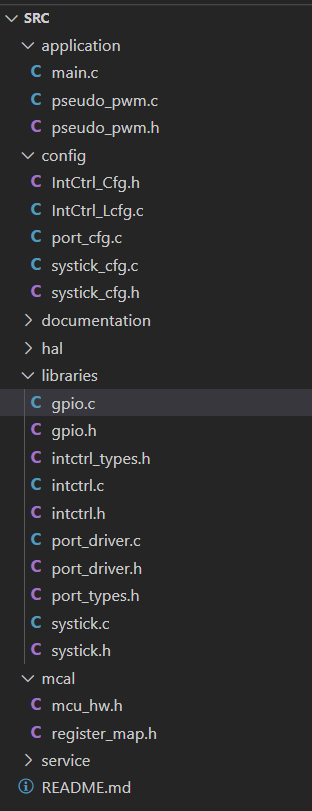 SRC
application
C main.c
C pseudo_pwm.c
C pseudo_pwm.h
config
C IntCtrl_Cfg.h
C IntCtrl_Lcfg.c
C port_cfg.c
C systick_cfg.c
C systick_cfg.h
documentation
hal
libraries
C gpio.c
C gpio.h
C intctrl_types.h
C intctrl.c
C intctrl.h
C port_driver.c
C port_driver.h
C port_types.h
C systick.c
C systick.h
mcal
C mcu_hw.h
C register_map.h
service
README.md